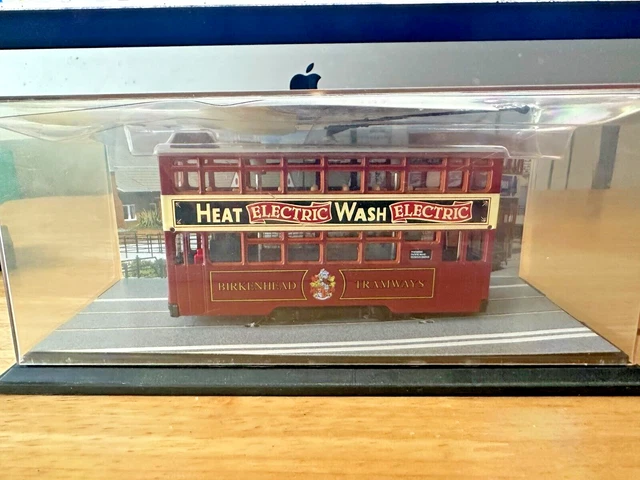 HEAT ELECTRIC WASH ELECTRIC
BIRKENHEAD TRAMWAYS